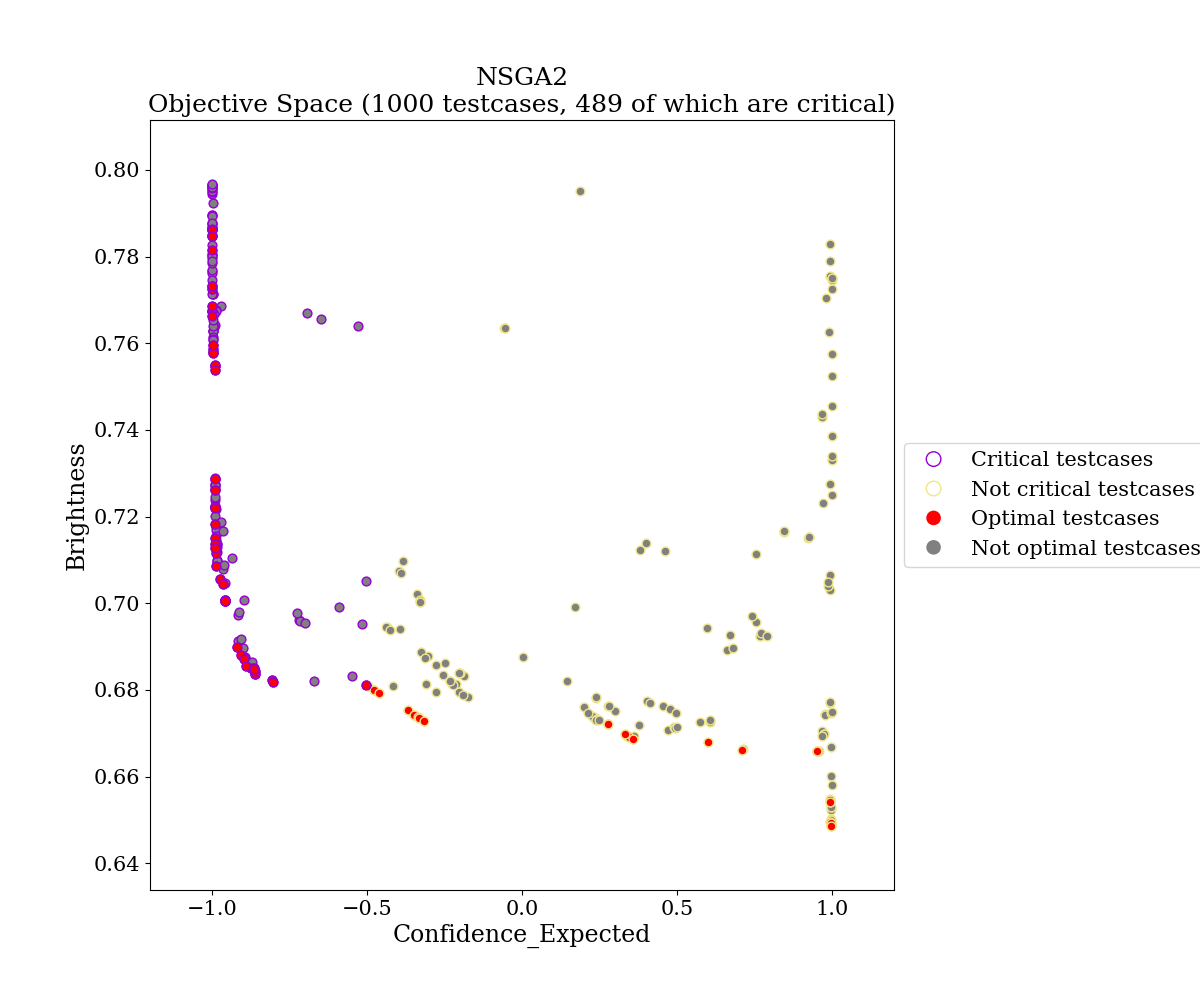 NSGA2
Objective Space (1000 testcases, 489 of which are critical)
0.80
0.78
0.76
0.74
0.72
0.70
0.68
0.66
0.64
Brightness
−1.0
−0.5
0.0
0.5
1.0
Confidence_Expected
Critical testcases
Not critical testcases
Optimal testcases
Not optimal testcases